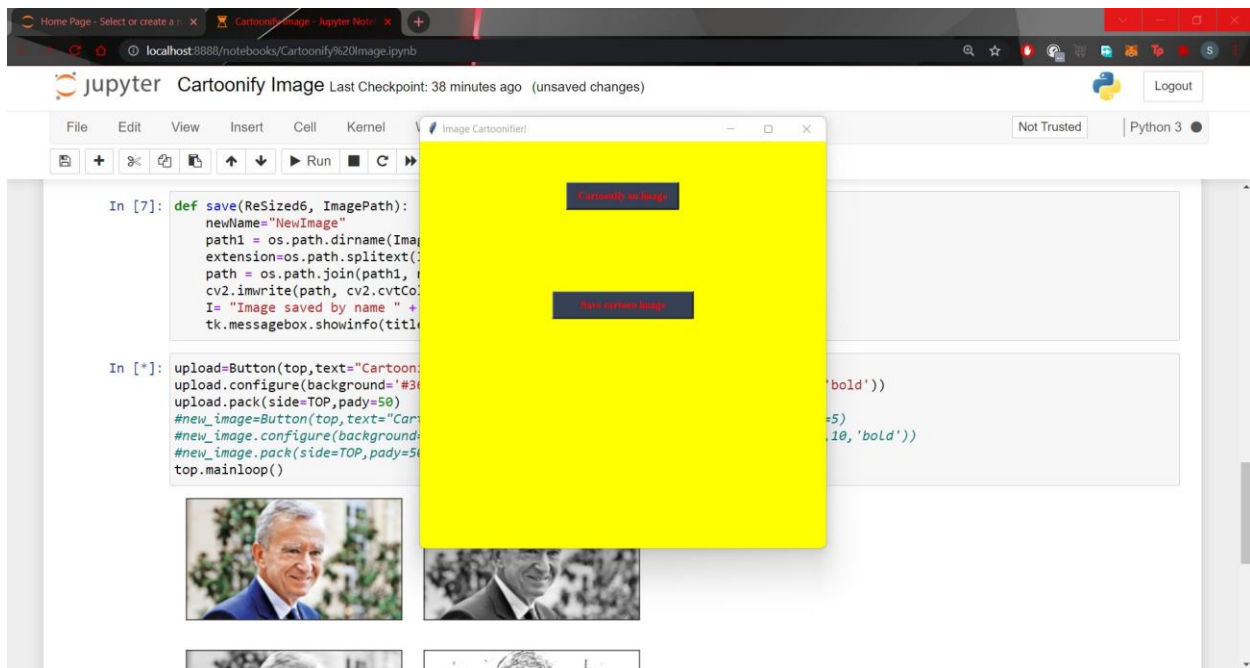 Home Page - Select or create a n
Cartoonify Image - Jupyter Note
localhost:8888/notebooks/Cartoonify%20Image.ipynb
Tp
S
jupyter Cartoonify Image Last Checkpoint: 38 minutes ago (unsaved changes)
Logout
File Edit View Insert Cell Kernel
Not Trusted Python 3
Run
Image Cartoonifier!
Cartoonify an Image
Save cartoon image
In [7]: def save(ReSized6, ImagePath):
newName="NewImage"
path1 = os.path.dirname(Imag
extension=os.path.splitext(
path = os.path.join(path1,
cv2.imwrite(path, cv2.cvtCo
I= "Image saved by name " +
tk.messagebox.showinfo(titl
In [*]: upload=Button(top,text="Cartoon
upload.configure(background='#36 'bold'))
upload.pack(side=TOP,pady=50)
#new_image=Button(top,text="Car =5)
#new_image.configure(background= ,10,'bold'))
#new_image.pack(side=TOP,pady=5
top.mainloop()